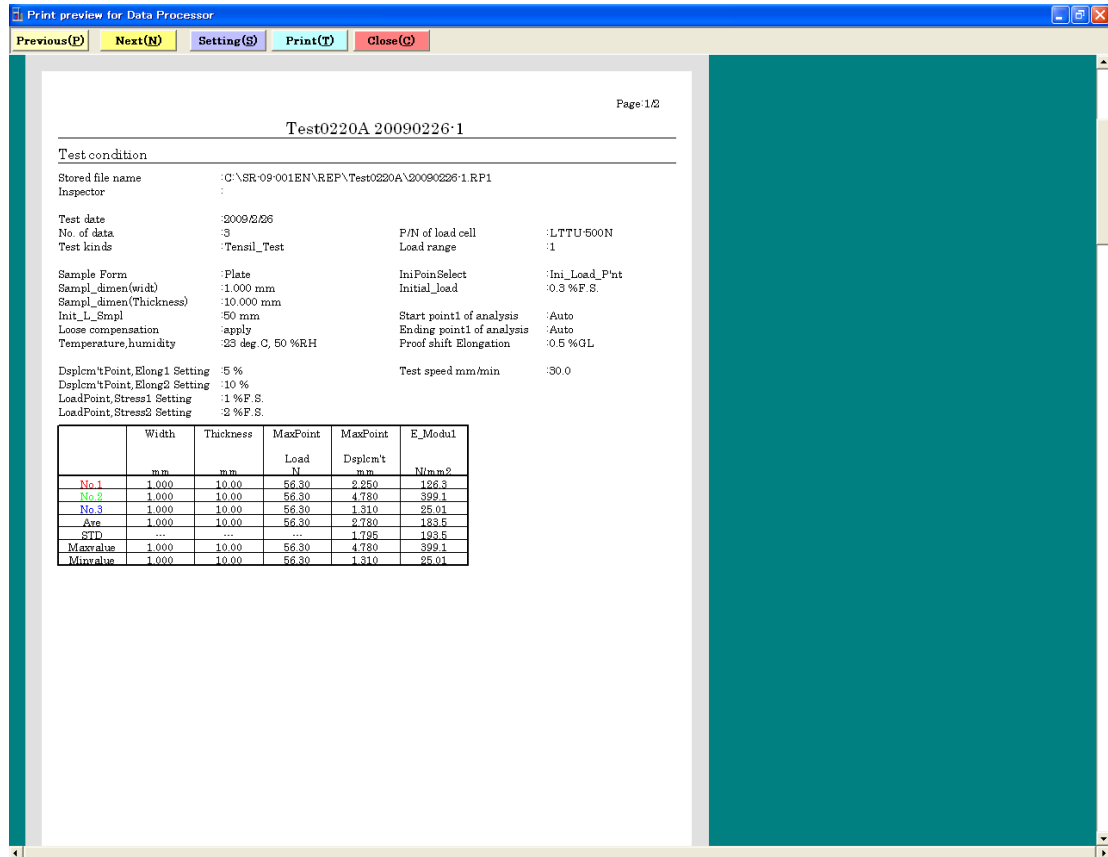 Print preview for Data Processor
Previous(P) Next(N) Setting(S) Print(T) Close(C)
Page:1/2
Test0220A 20090226-1
Test condition
Stored file name :C:\SR-09-001EN\REP\Test0220A\20090226-1.RP1
Inspector :
Test date :2009/2/26
No. of data :3 P/N of load cell :LTTU-500N
Test kinds :Tensil_Test Load range :1
Sample Form :Plate IniPoinSelect :Ini_Load_P'nt
Sampl_dimen(widt) :1.000 mm Initial_load :0.3 %F.S.
Sampl_dimen(Thickness) :10.000 mm
Init_L_Smpl :50 mm Start point1 of analysis :Auto
Loose compensation :apply Ending point1 of analysis :Auto
Temperature,humidity :23 deg.C, 50 %RH Proof shift Elongation :0.5 %GL
Dsplcm'tPoint,Elong1 Setting :5 % Test speed mm/min :30.0
Dsplcm'tPoint,Elong2 Setting :10 %
LoadPoint,Stress1 Setting :1 %F.S.
LoadPoint,Stress2 Setting :2 %F.S.
Width Thickness MaxPoint MaxPoint E_Modu1
Load Dsplcm't
mm mm N mm N/mm2
No.1 1.000 10.00 56.30 2.250 126.3
No.2 1.000 10.00 56.30 4.780 399.1
No.3 1.000 10.00 56.30 1.310 25.01
Ave 1.000 10.00 56.30 2.780 183.5
STD --- --- --- 1.795 193.5
Maxvalue 1.000 10.00 56.30 4.780 399.1
Minvalue 1.000 10.00 56.30 1.310 25.01